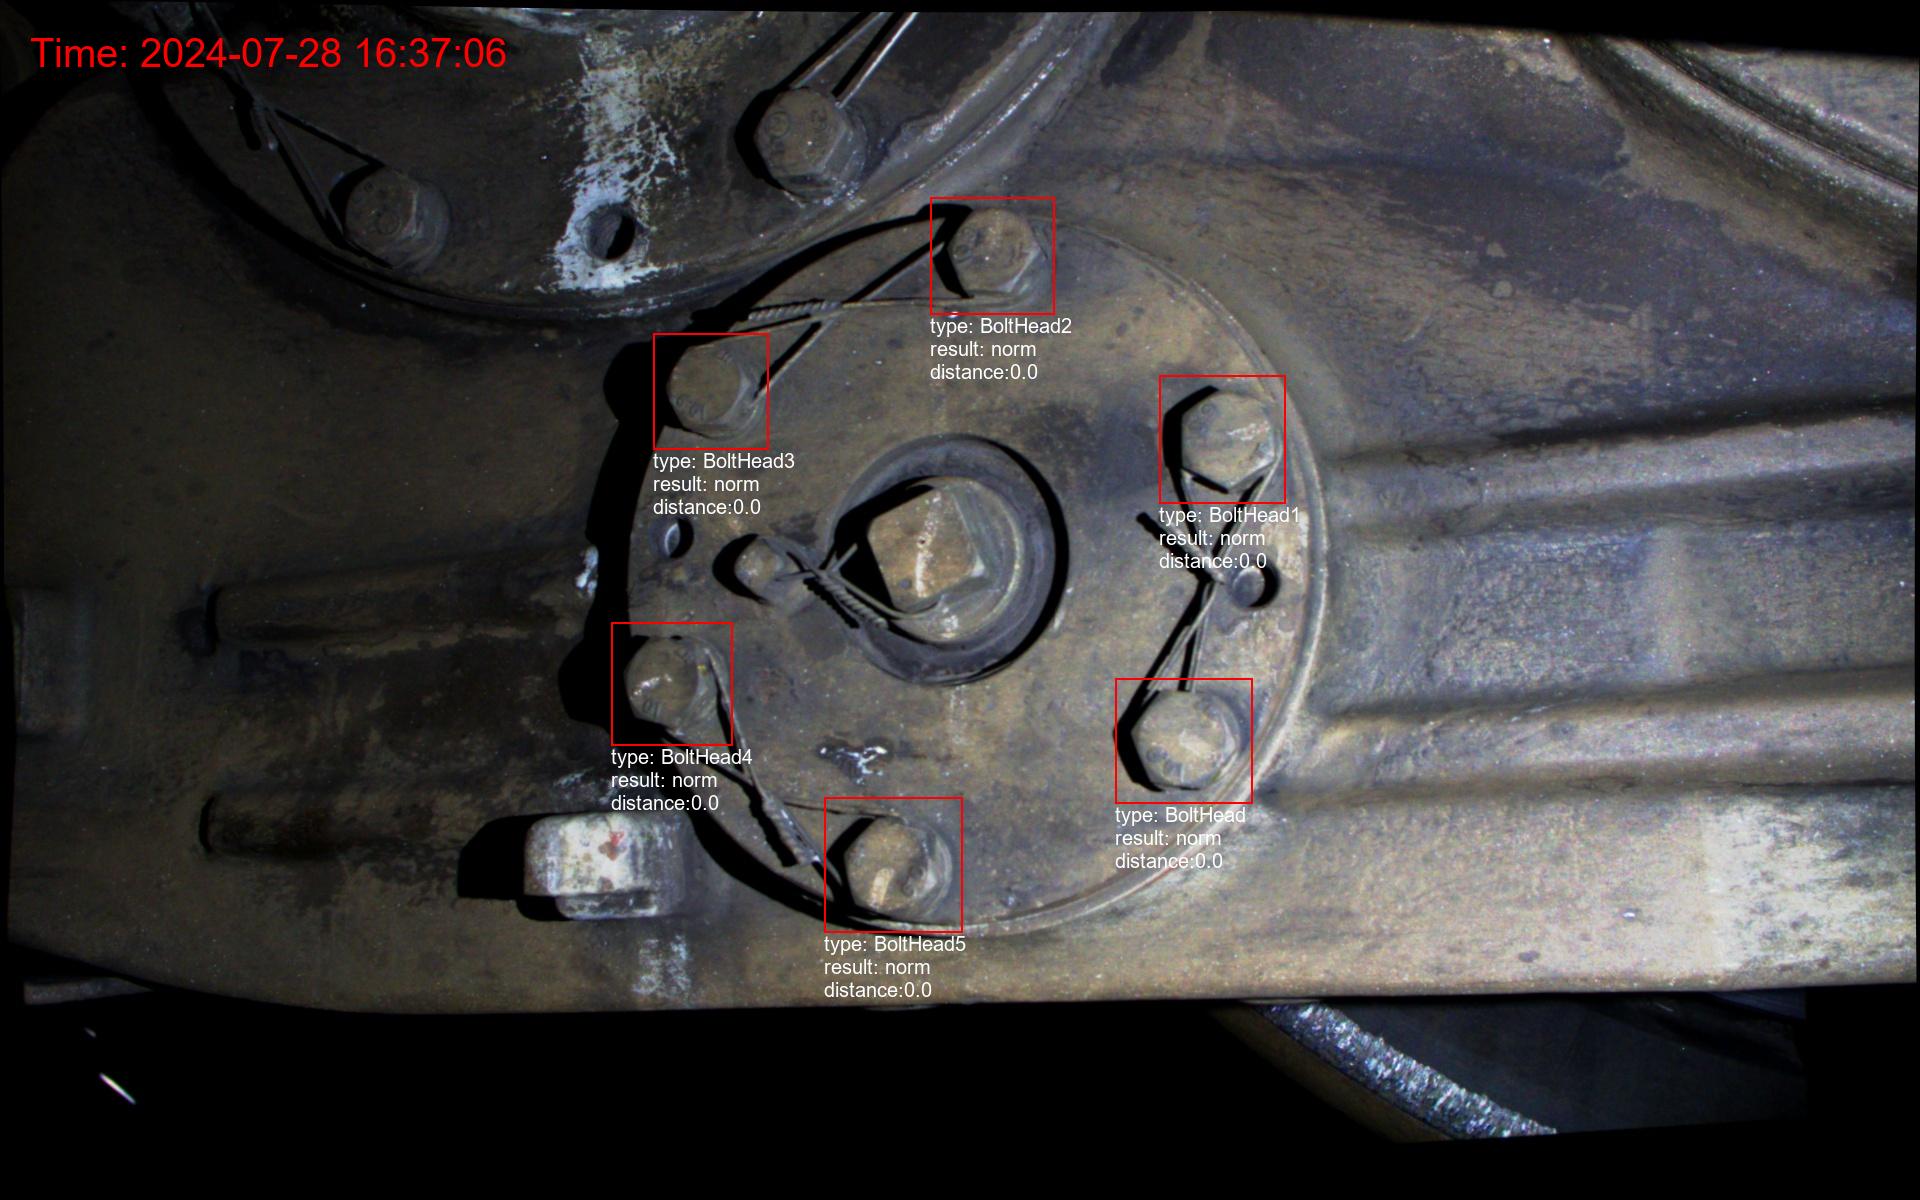 Time: 2024-07-28 16:37:06
type: BoltHead2
result: norm
distance:0.0
type: BoltHead3
result: norm
distance:0.0
type: BoltHead1
result: norm
distance:0.0
type: BoltHead4
result: norm
distance:0.0
type: BoltHead
result: norm
distance:0.0
type: BoltHead5
result: norm
distance:0.0